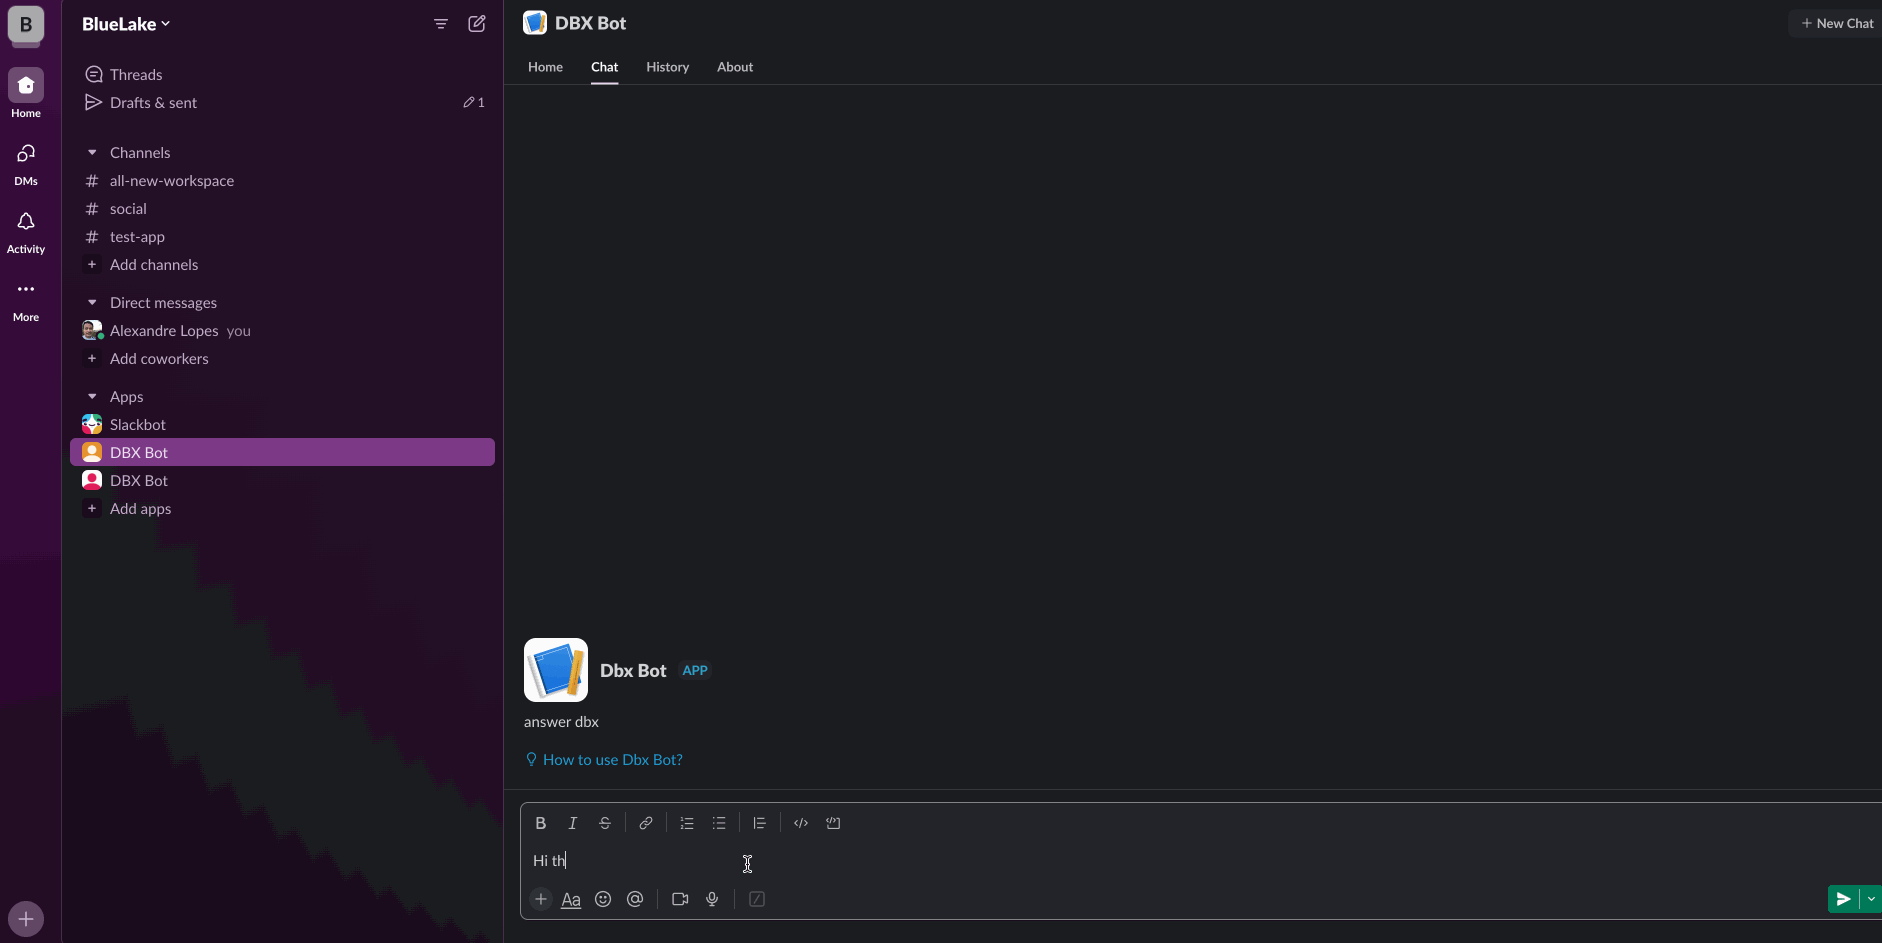 B
BlueLake
Home
DMs
Activity
More
Threads
Drafts & sent 1
Channels
# all-new-workspace
# social
# test-app
+ Add channels
Direct messages
Alexandre Lopes you
+ Add coworkers
Apps
Slackbot
DBX Bot
DBX Bot
+ Add apps
DBX Bot
+ New Chat
Home Chat History About
Dbx Bot APP
answer dbx
How to use Dbx Bot?
Hi th
Aa